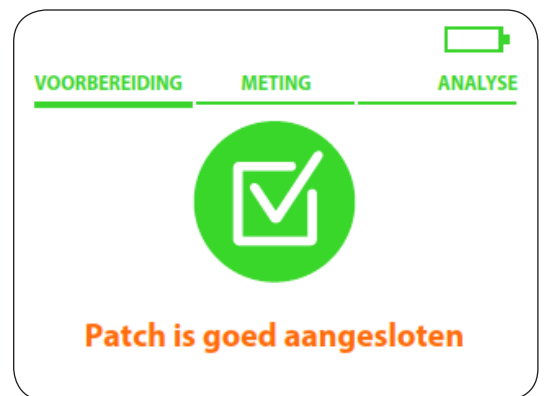 VOORBEREIDING METING ANALYSE
Patch is goed aangesloten